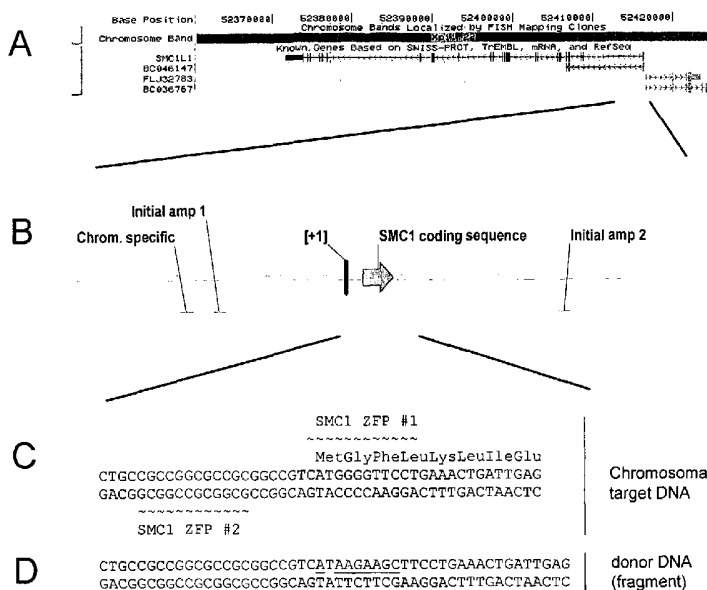 A
Base Position 52370000| 52380000| 52390000| 52400000| 52410000| 52420000|
Chromosome Bands Localized by FISH Mapping Clones
Chromosome Band
Known Genes Based on SWISS-PROT, TrEMBL, mRNA, and RefSeq
SMC1L1
BC046147
FLJ32783
BC036757
B
Initial amp 1
Chrom. specific
[+1]
SMC1 coding sequence
Initial amp 2
C
SMC1 ZFP #1
~~~~~~~~~~~~
MetGlyPheLeuLysLeuIleGlu
CTGCCGCCGGCGCCGCGGCCGTCATGGGGTTCCTGAAACTGATTGAG
GACGGCGGCCGCGGCGCCGGCAGTACCCCAAGGACTTTGACTAACTC
~~~~~~~~~~~~
SMC1 ZFP #2
Chromosoma
target DNA
D
CTGCCGCCGGCGCCGCGGCCGTCATAAGAAGCTTCCTGAAACTGATTGAG
GACGGCGGCCGCGGCGCCGGCAGTATTCTTCGAAGGACTTTGACTAACTC
donor DNA
(fragment)